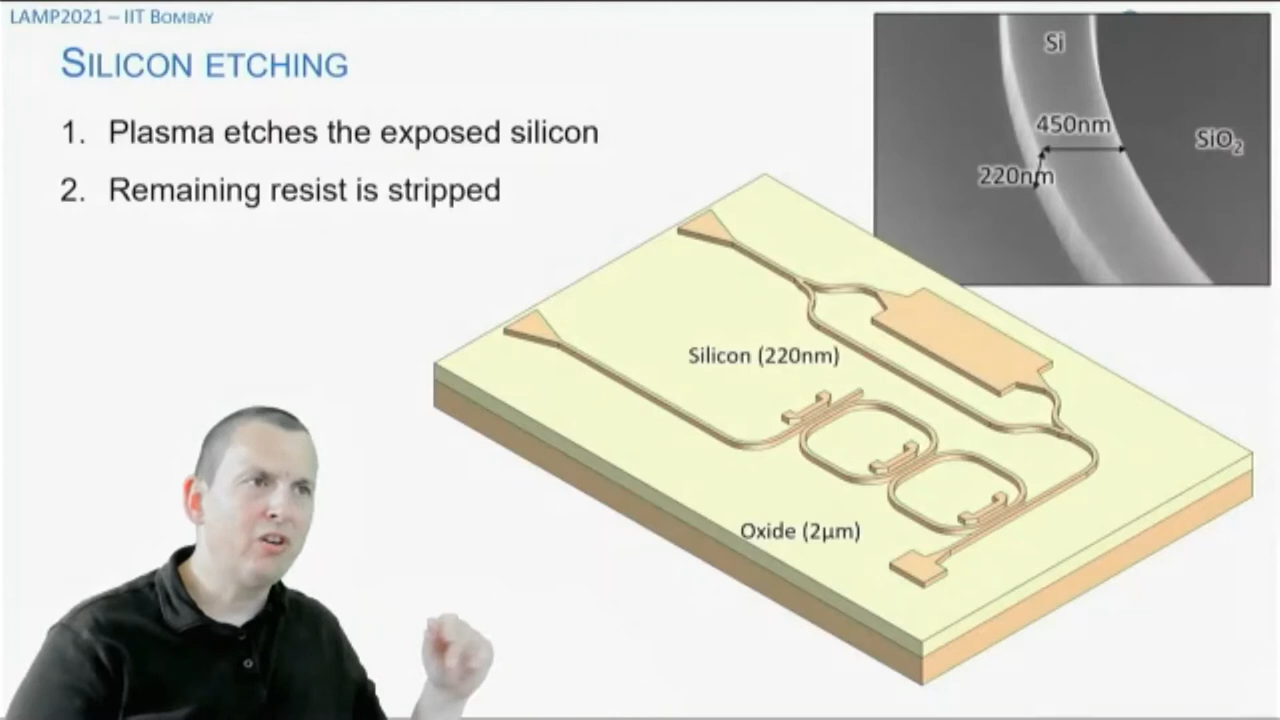 LAMP2021 – IIT BOMBAY
SILICON ETCHING
1. Plasma etches the exposed silicon
2. Remaining resist is stripped
Si
450nm
SiO₂
220nm
Silicon (220nm)
Oxide (2µm)